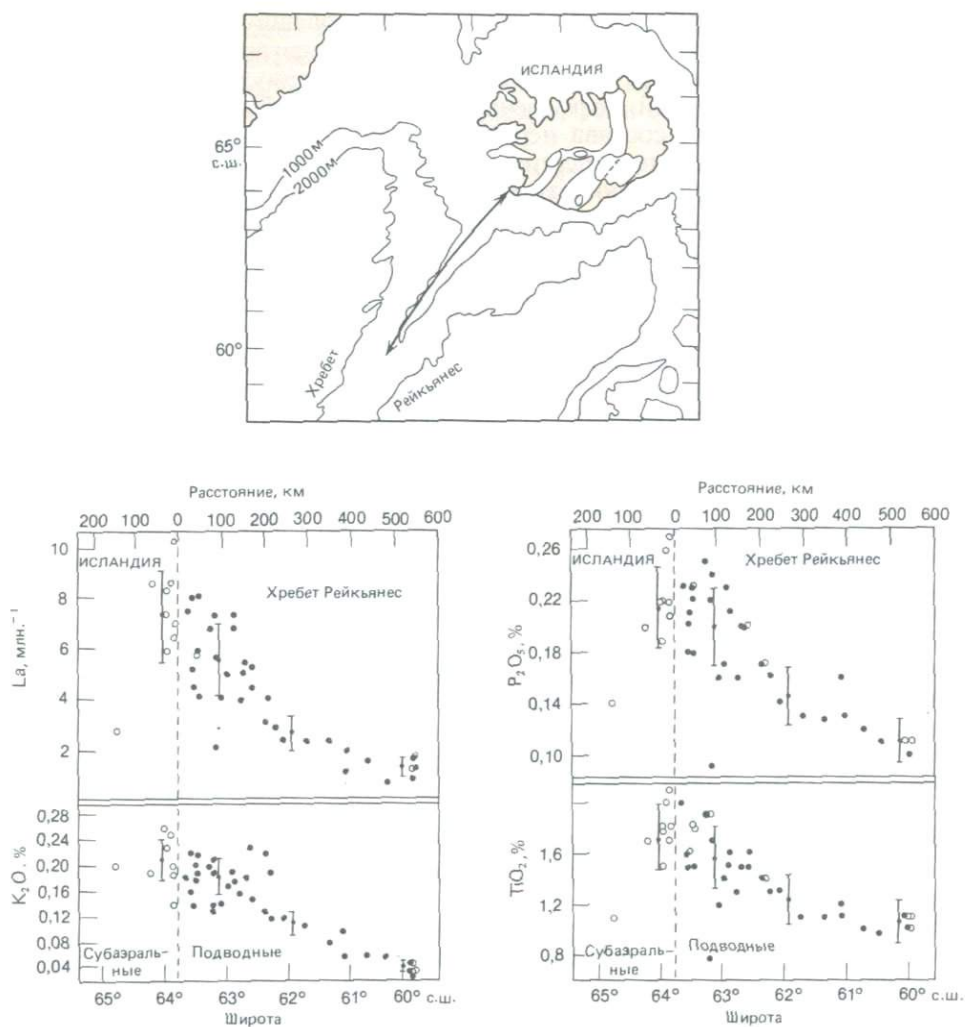 ИСЛАНДИЯ
65°
с.ш.
1000 м
2000 м
60°
Хребет
Рейкьянес
Расстояние, км
200 100 0 100 200 300 400 500 600
La, млн.⁻¹
10
8
6
4
2
ИСЛАНДИЯ
Хребет Рейкьянес
K₂O, %
0,28
0,24
0,20
0,16
0,12
0,08
0,04
Субаэраль-
ные
Подводные
65° 64° 63° 62° 61° 60° с.ш.
Широта
Расстояние, км
200 100 0 100 200 300 400 500 600
P₂O₅, %
0,26
0,22
0,18
0,14
0,10
ИСЛАНДИЯ
Хребет Рейкьянес
TiO₂, %
1,6
1,2
0,8
Субаэраль-
ные
Подводные
65° 64° 63° 62° 61° 60° с.ш.
Широта